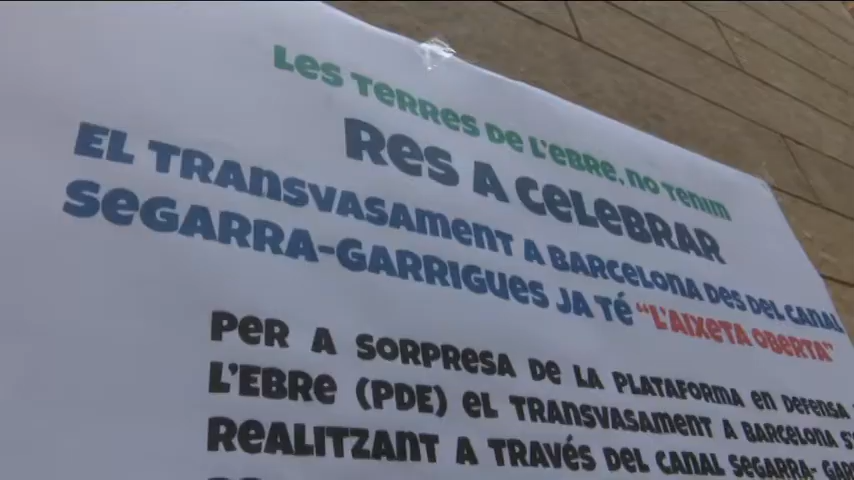 Les Terres de l'Ebre, no tenim
Res a celebrar
El transvasament a Barcelona des del canal
Segarra-Garrigues ja té "l'aixeta oberta"
Per a sorpresa de la Plataforma en Defensa
l'Ebre (PDE) el transvasament a Barcelona s'
realitzant a través del canal Segarra-